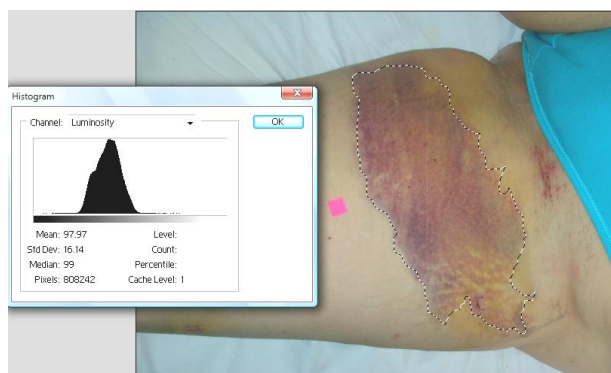 Histogram
Channel: Luminosity
OK
Mean: 97.97
Level:
Std Dev: 16.14
Count:
Median: 99
Percentile:
Pixels: 808242
Cache Level: 1